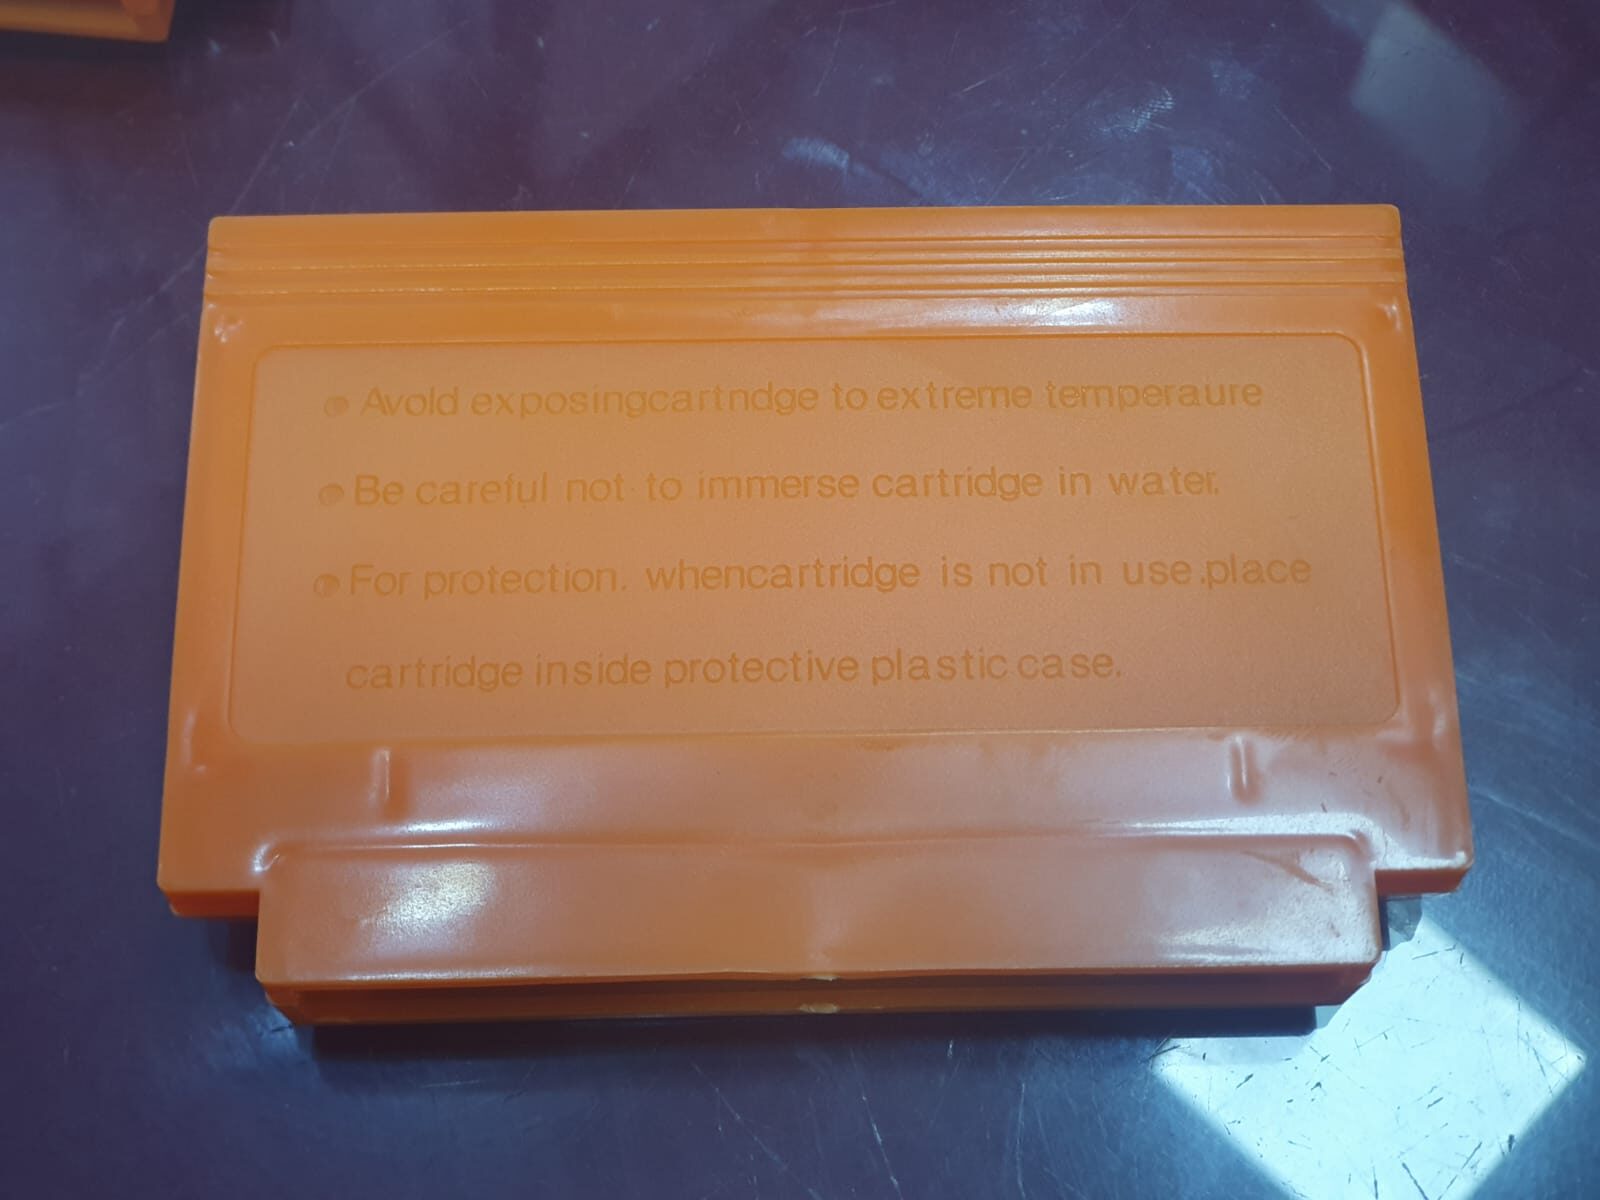 ● Avold exposingcartndge to extreme temperaure
● Be careful not to immerse cartridge in water.
● For protection. whencartridge is not in use.place
cartridge inside protective plastic case.